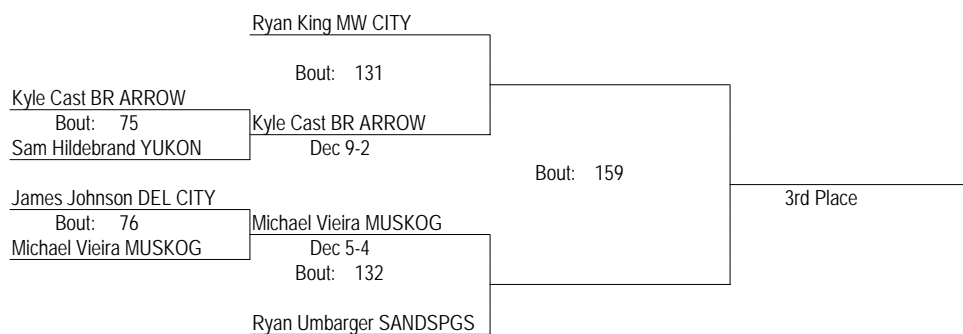 Ryan King MW CITY
Bout: 131
Kyle Cast BR ARROW
Bout: 75
Kyle Cast BR ARROW
Sam Hildebrand YUKON
Dec 9-2
Bout: 159
James Johnson DEL CITY
3rd Place
Bout: 76
Michael Vieira MUSKOG
Michael Vieira MUSKOG
Dec 5-4
Bout: 132
Ryan Umbarger SANDSPGS